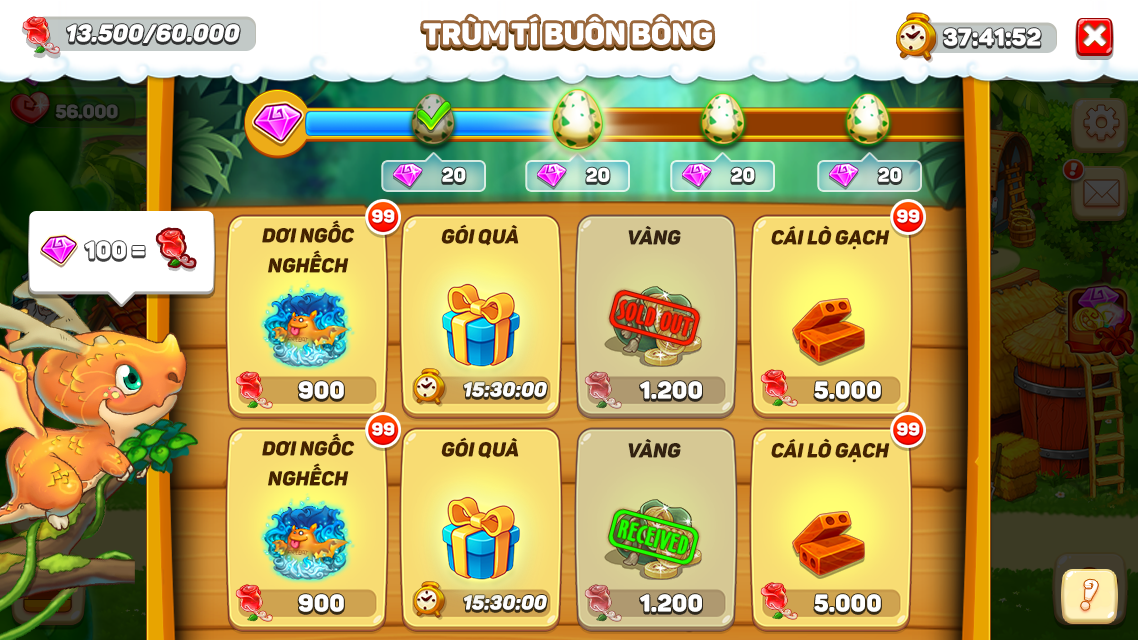 13.500/60.000
TRÙM TÍ BUÔN BÔNG
37:41:52
56.000
20
20
20
20
100 =
99
99
DƠI NGỐC
NGHẾCH
GÓI QUÀ
VÀNG
CÁI LÒ GẠCH
SOLD OUT
900
15:30:00
1.200
5.000
99
99
DƠI NGỐC
NGHẾCH
GÓI QUÀ
VÀNG
CÁI LÒ GẠCH
RECEIVED
900
15:30:00
1.200
5.000
!
?